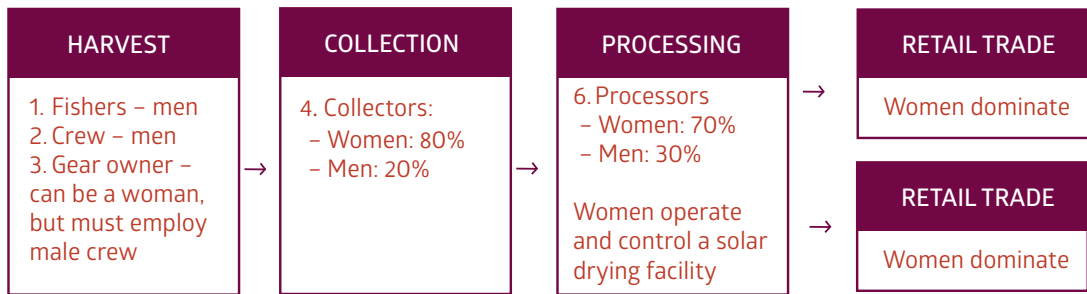 HARVEST
1. Fishers – men
2. Crew – men
3. Gear owner –
can be a woman,
but must employ
male crew
→
COLLECTION
4. Collectors:
– Women: 80%
– Men: 20%
→
PROCESSING
6. Processors
– Women: 70%
– Men: 30%
Women operate
and control a solar
drying facility
→
→
RETAIL TRADE
Women dominate
RETAIL TRADE
Women dominate